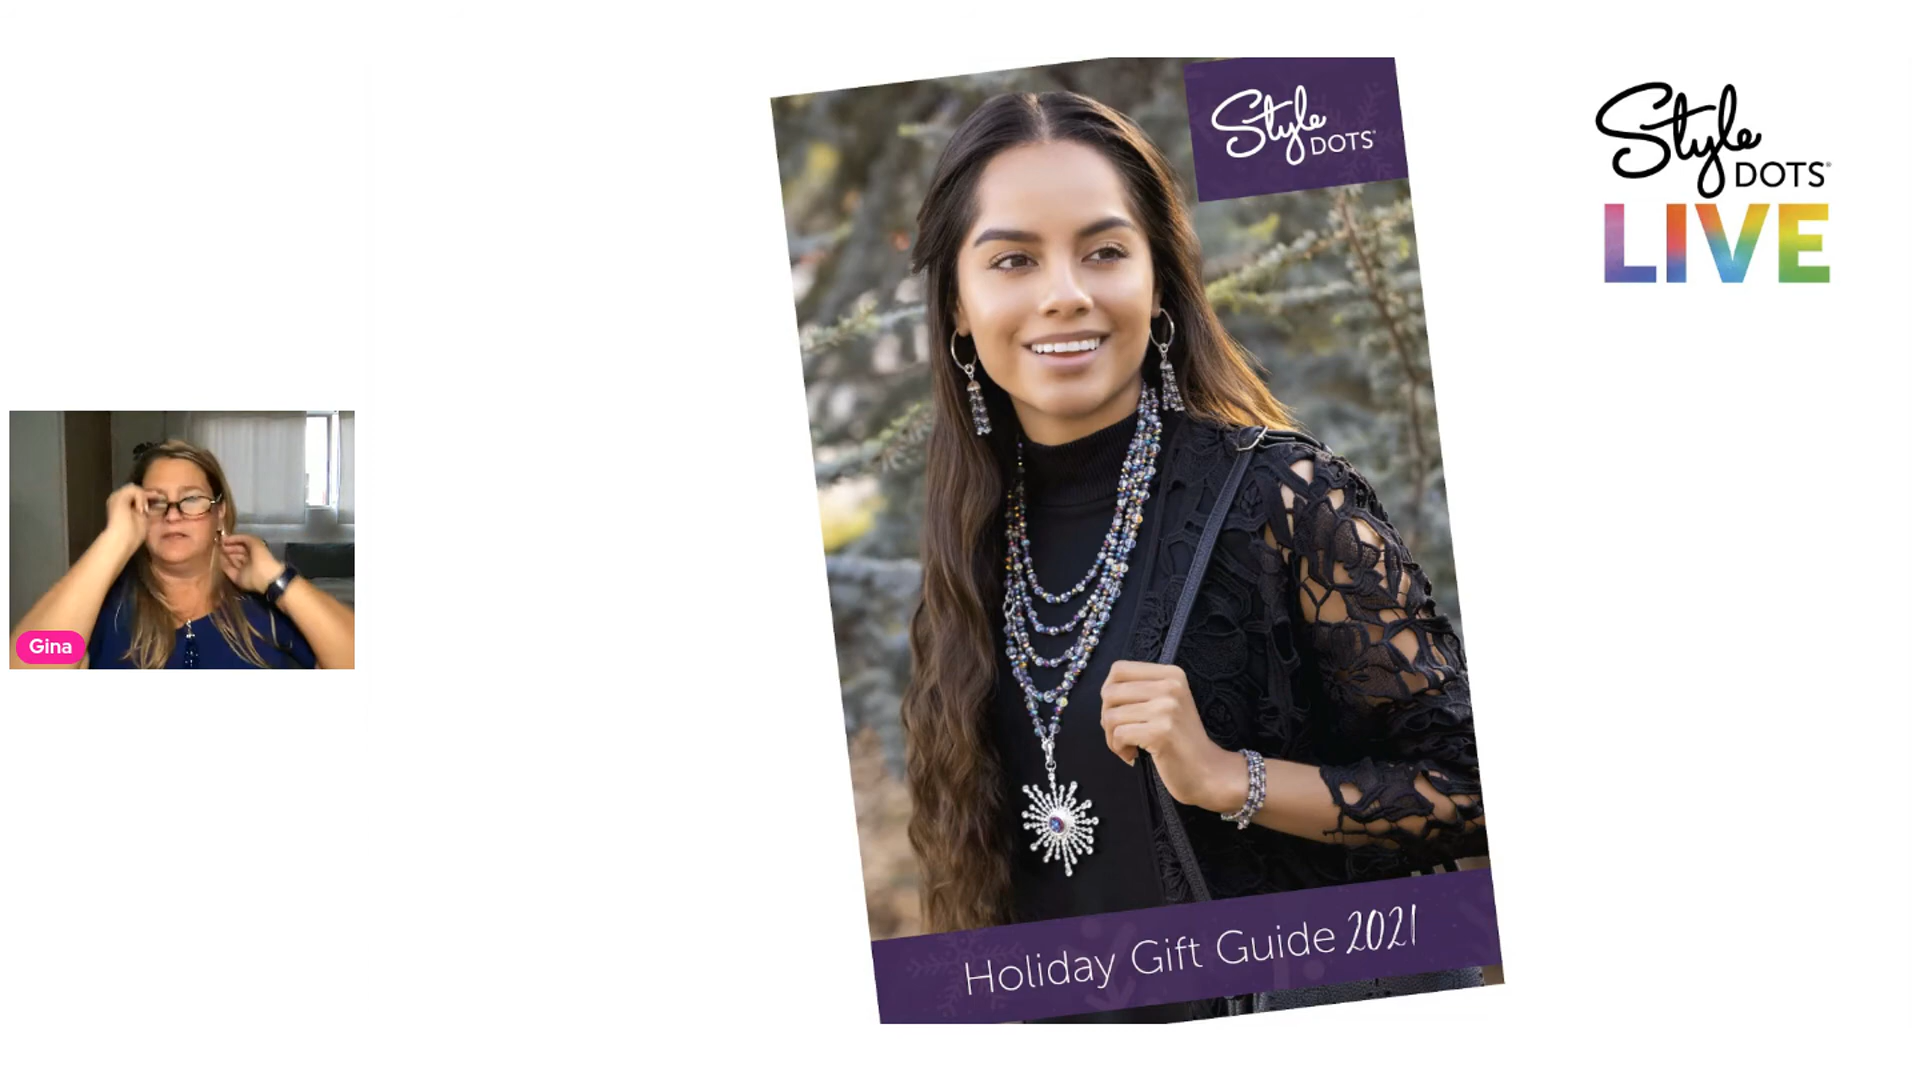 Style
DOTS®
Style
DOTS®
LIVE
Gina
Holiday Gift Guide 2021